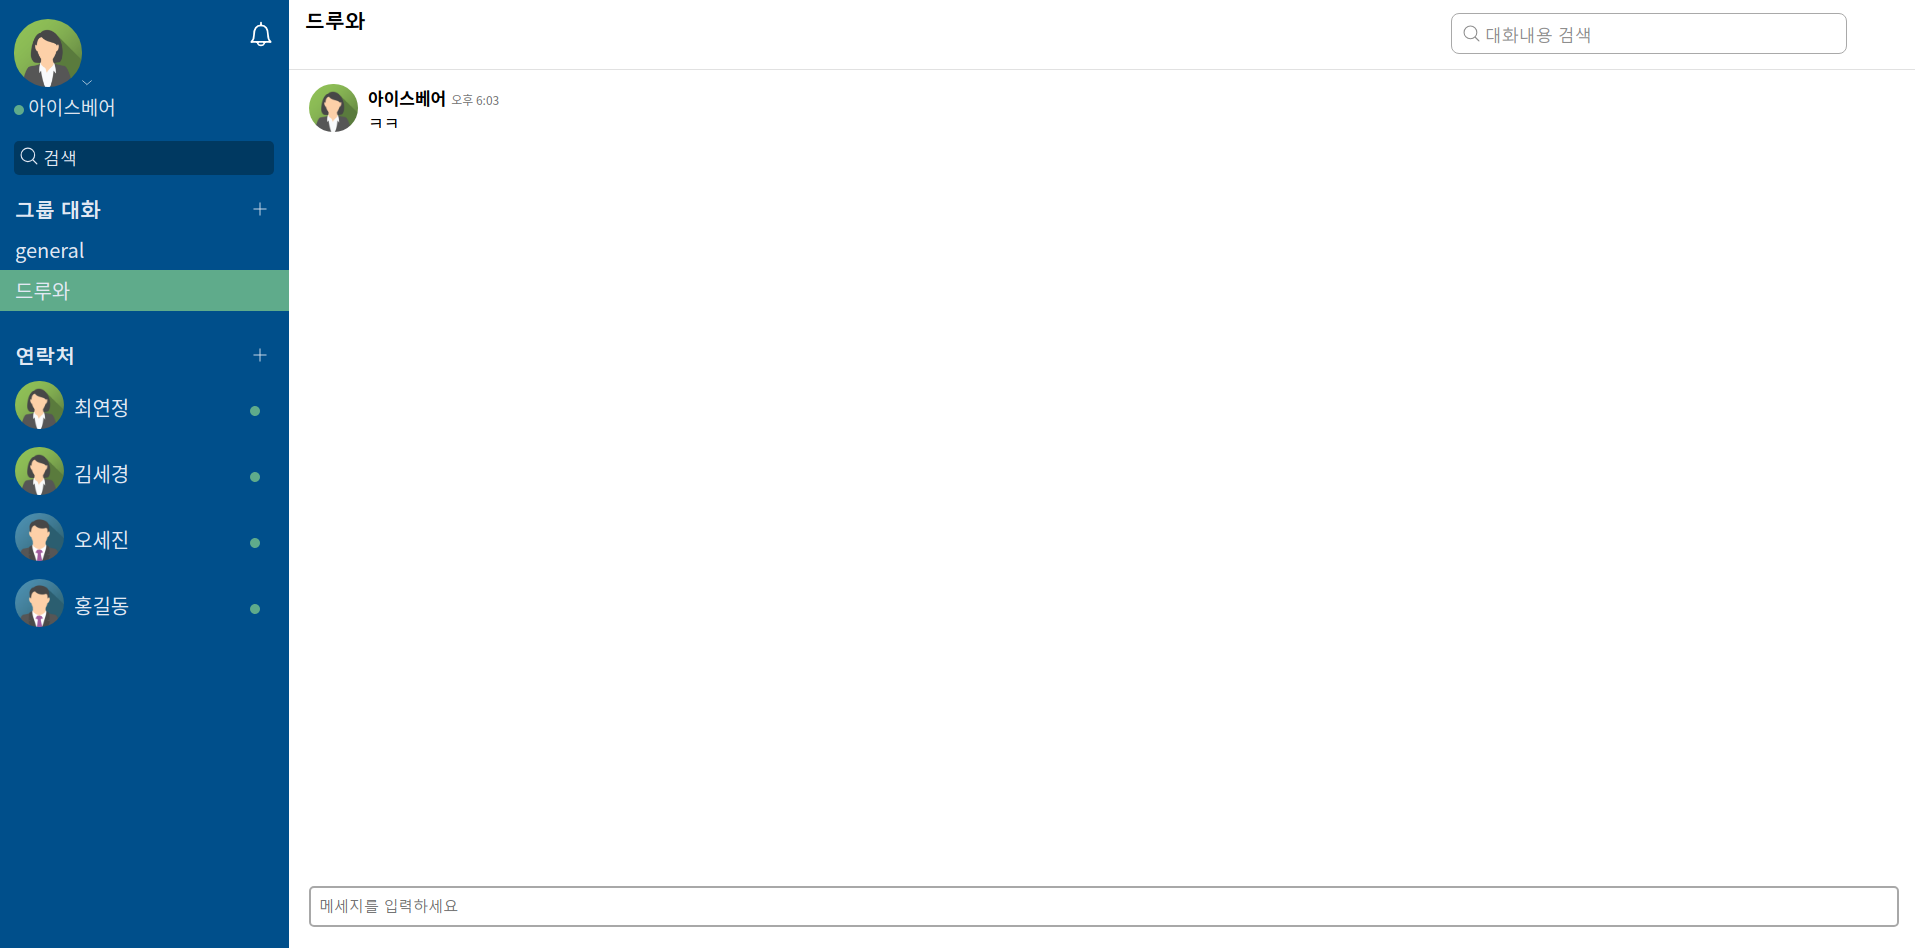 아이스베어
검색
그룹 대화
general
드루와
연락처
최연정
김세경
오세진
홍길동
드루와
대화내용 검색
아이스베어 오후 6:03
ㅋㅋ
메세지를 입력하세요